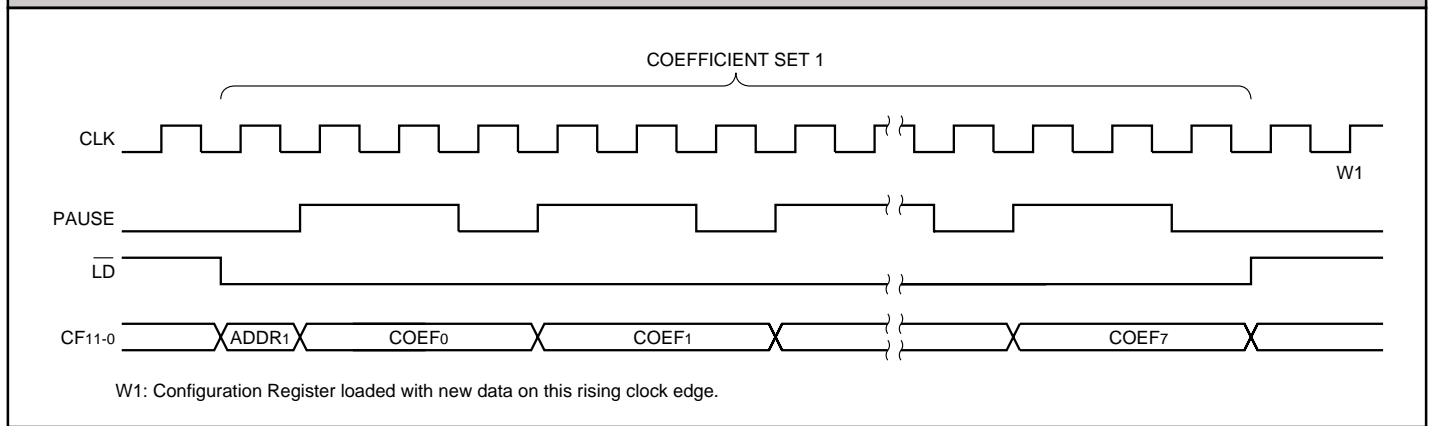 COEFFICIENT SET 1
CLK
W1
PAUSE
LD
CF11-0
ADDR1
COEF0
COEF1
COEF7
W1: Configuration Register loaded with new data on this rising clock edge.